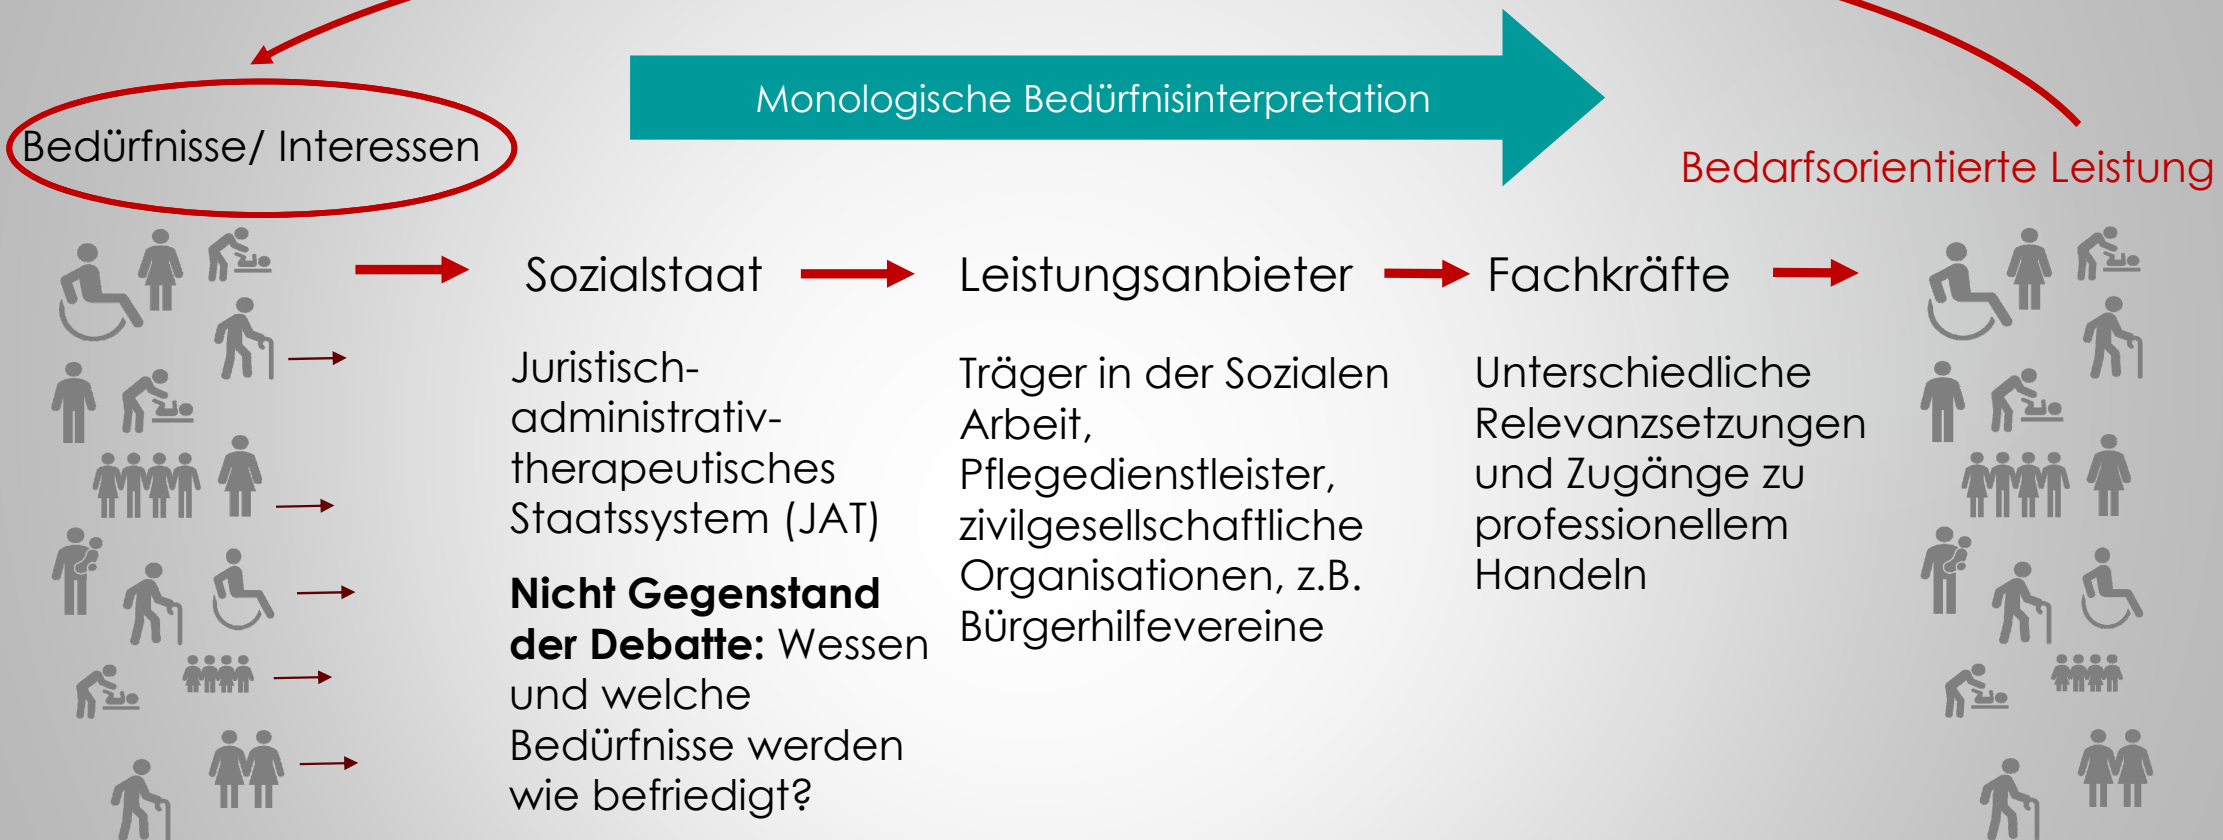 Monologische Bedürfnisinterpretation
Bedürfnisse/ Interessen
Bedarfsorientierte Leistung
Sozialstaat
Juristisch-
administrativ-
therapeutisches
Staatssystem (JAT)
Nicht Gegenstand
der Debatte: Wessen
und welche
Bedürfnisse werden
wie befriedigt?
Leistungsanbieter
Träger in der Sozialen
Arbeit,
Pflegedienstleister,
zivilgesellschaftliche
Organisationen, z.B.
Bürgerhilfevereine
Fachkräfte
Unterschiedliche
Relevanzsetzungen
und Zugänge zu
professionellem
Handeln